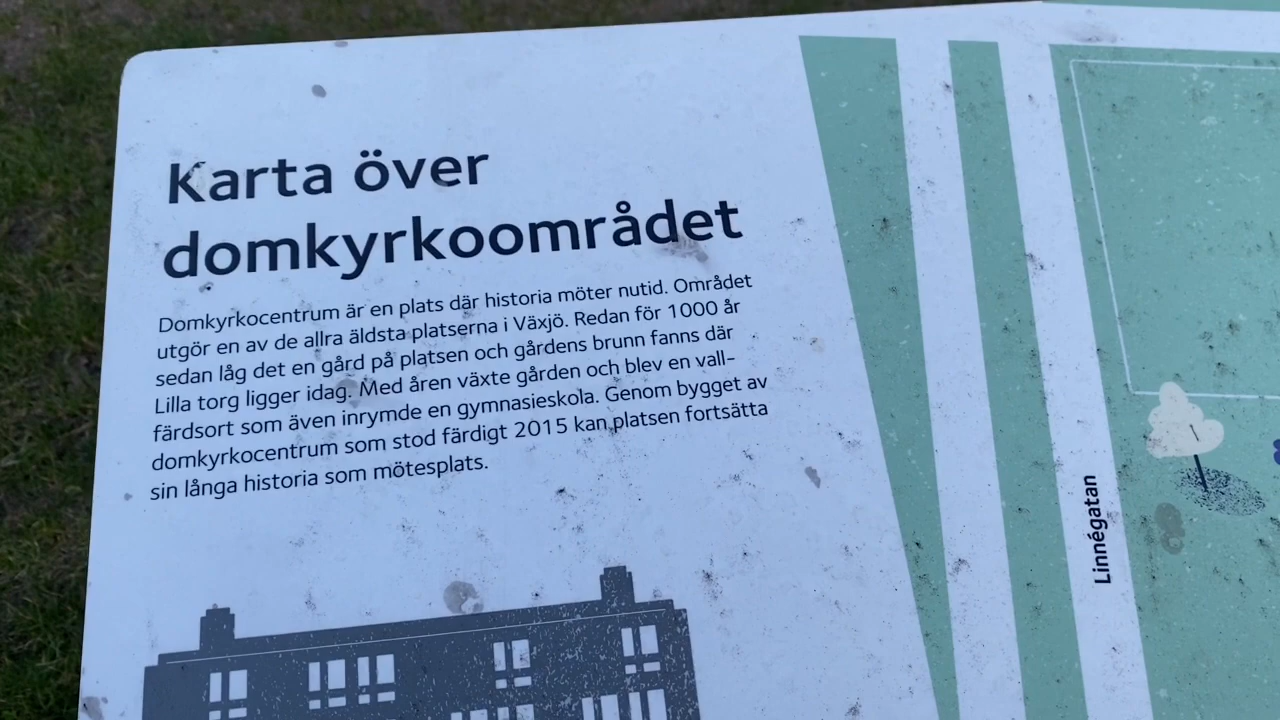 Karta över
domkyrkoområdet
Domkyrkocentrum är en plats där historia möter nutid. Området
utgör en av de allra äldsta platserna i Växjö. Redan för 1000 år
sedan låg det en gård på platsen och gårdens brunn fanns där
Lilla torg ligger idag. Med åren växte gården och blev en vall-
färdsort som även inrymde en gymnasieskola. Genom bygget av
domkyrkocentrum som stod färdigt 2015 kan platsen fortsätta
sin långa historia som mötesplats.
Linnégatan